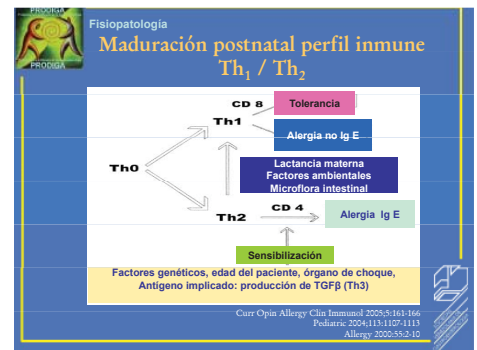 PRODIGA
Fisiopatología
Maduración postnatal perfil inmune
Th1 / Th2
PRODIGA
CD 8
Tolerancia
Th1
Alergia no Ig E
Th0
Lactancia materna
Factores ambientales
Microflora intestinal
Th2
CD 4
Alergia Ig E
Sensibilización
Factores genéticos, edad del paciente, órgano de choque,
Antígeno implicado: producción de TGFβ (Th3)
Curr Opin Allergy Clin Immunol 2005;5:161-166
Pediatric 2004;113:1107-1113
Allergy 2000:55:2-10